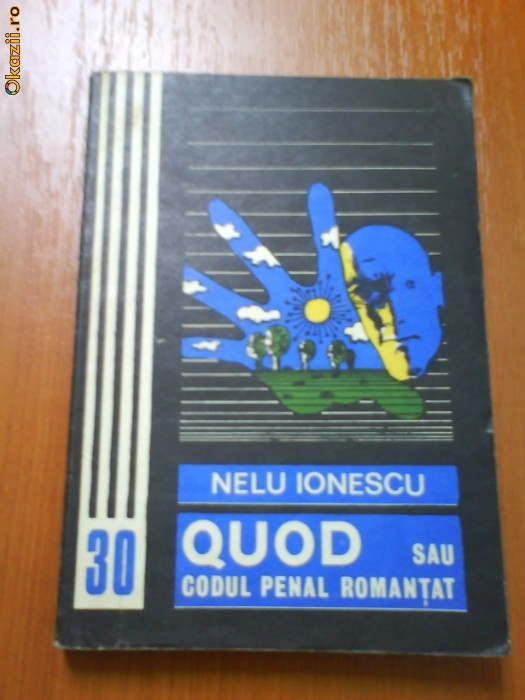 Okazii.ro
NELU IONESCU
QUOD SAU
CODUL PENAL ROMANȚAT
30